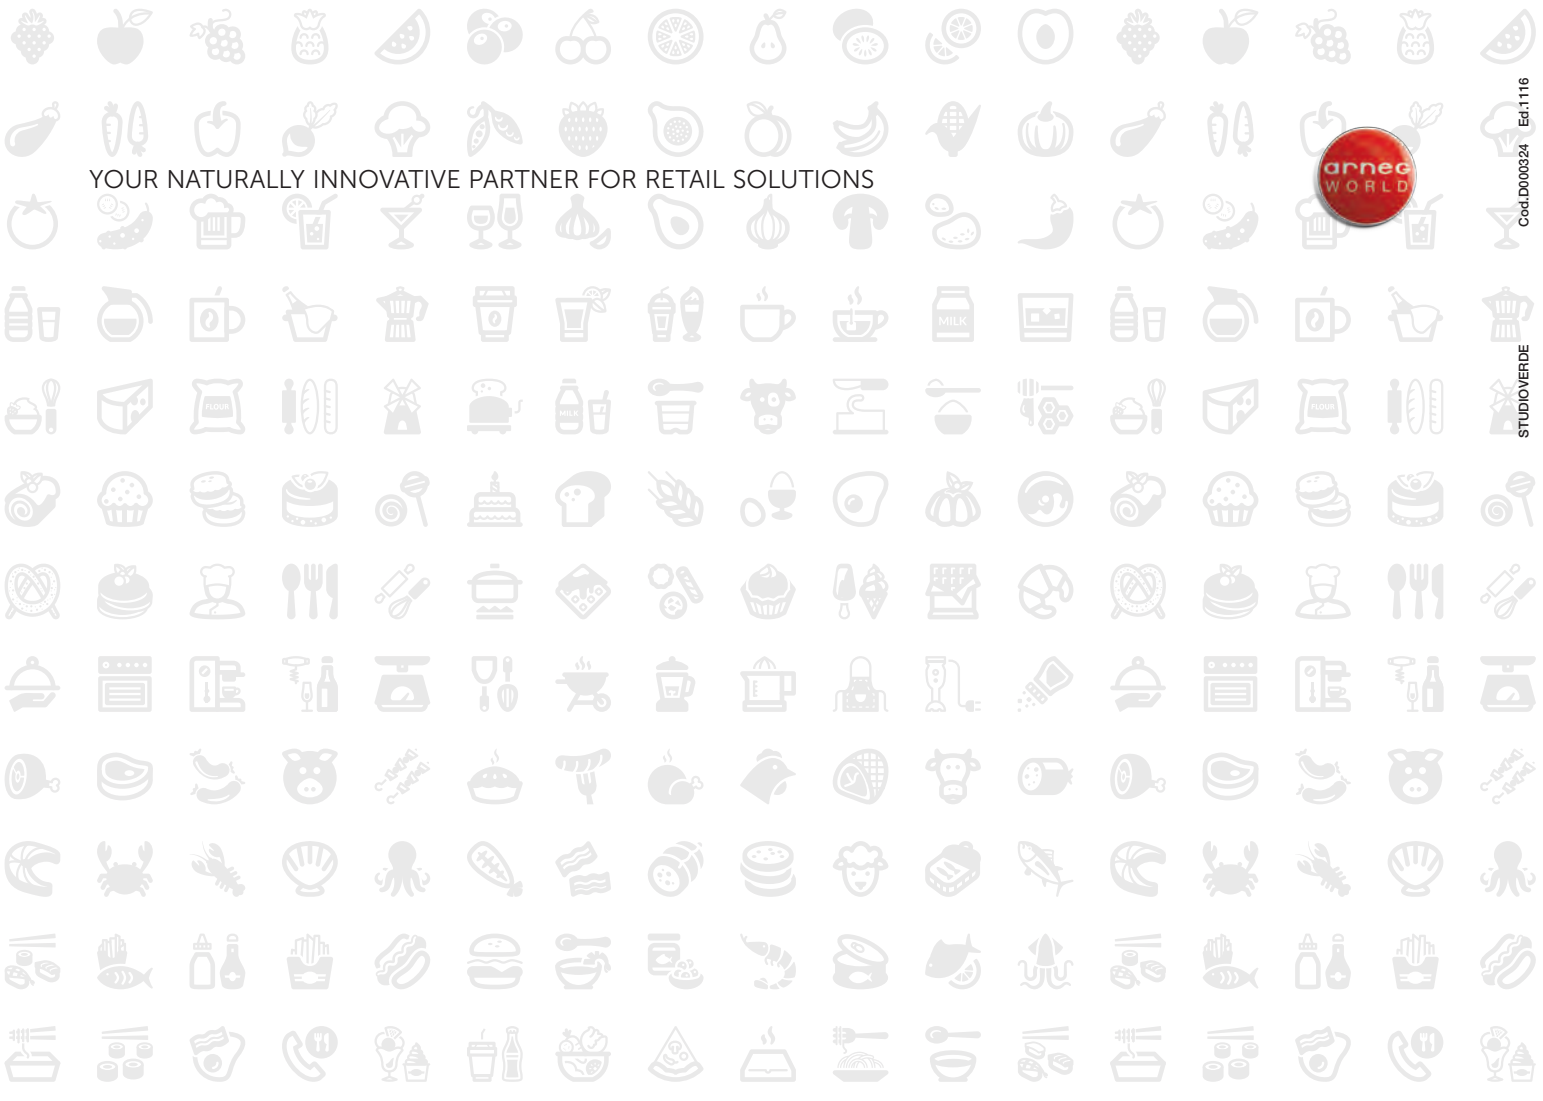 YOUR NATURALLY INNOVATIVE PARTNER FOR RETAIL SOLUTIONS
arneg
WORLD
Cod.D000324 Ed.1116
STUDIOVERDE
MILK
FLOUR
MILK
FLOUR